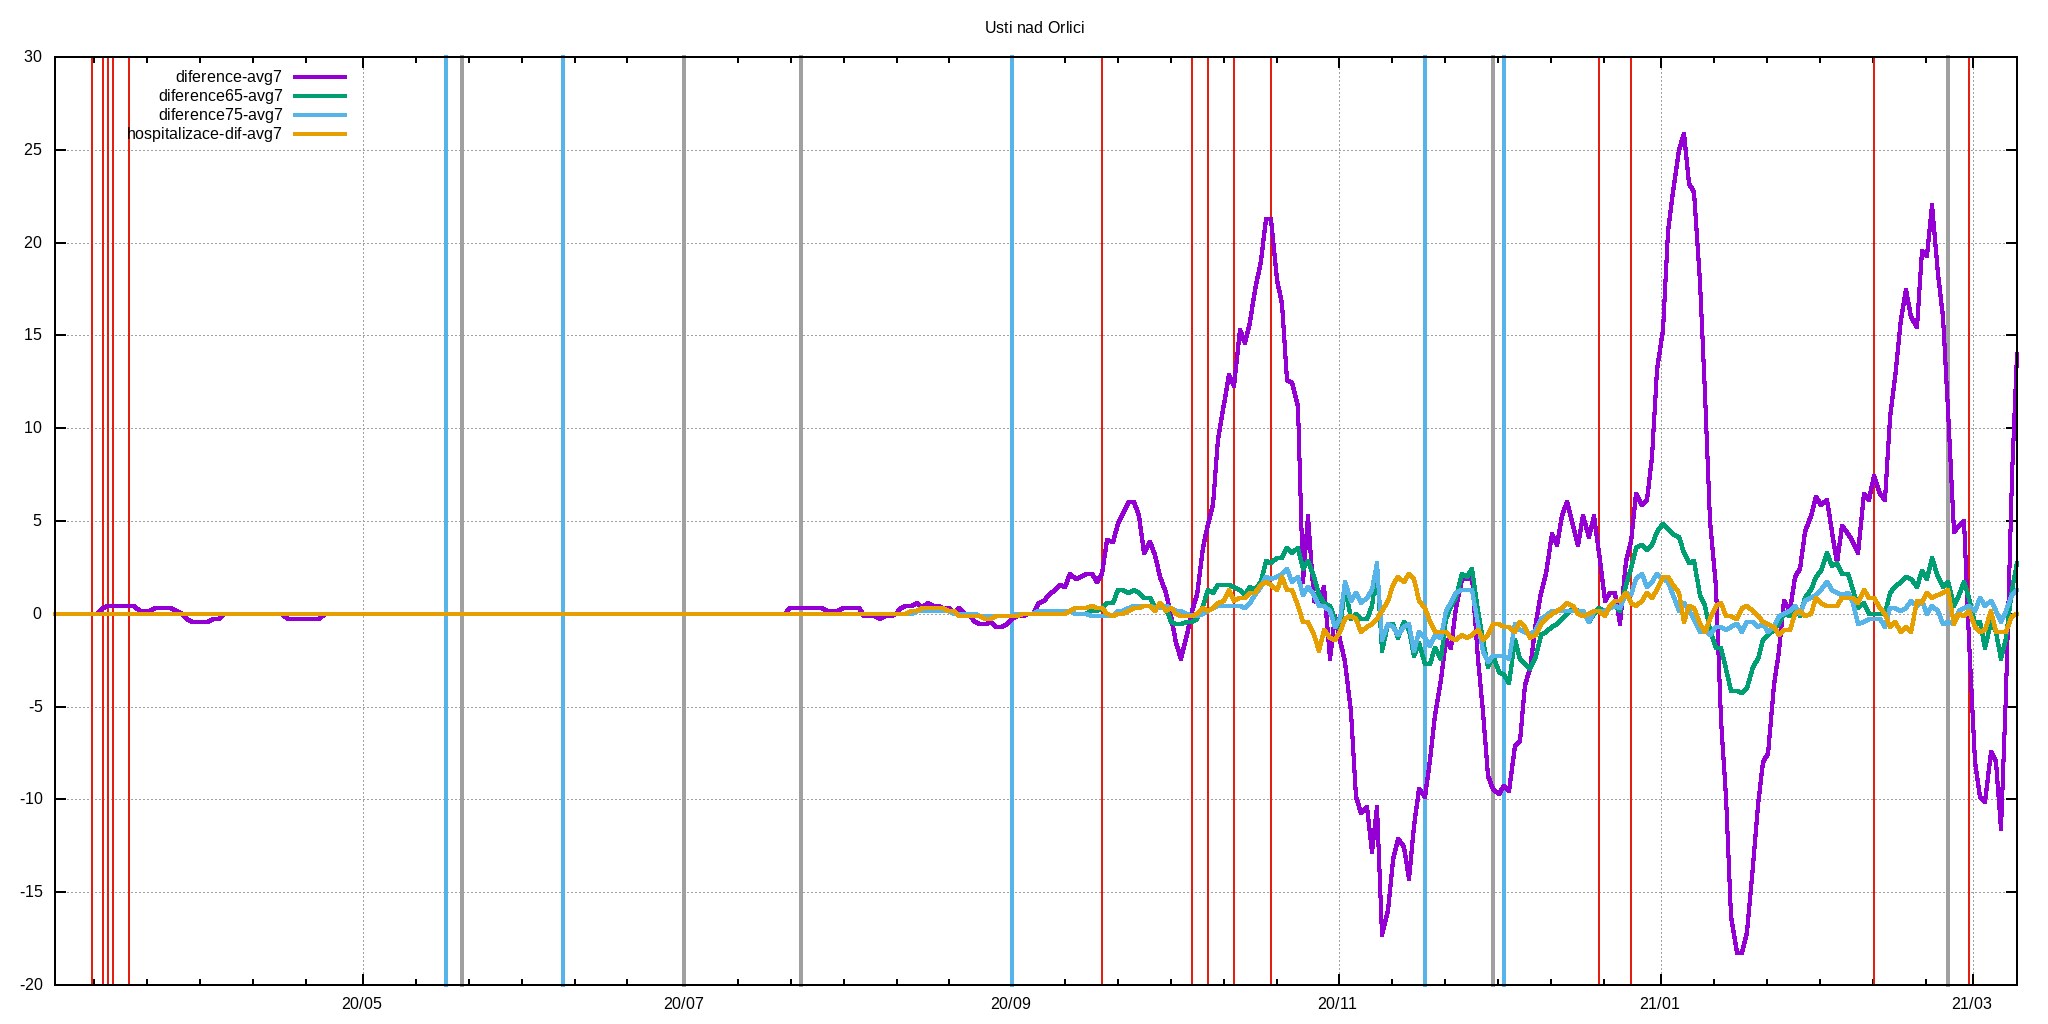 Usti nad Orlici
diference-avg7
diference65-avg7
diference75-avg7
hospitalizace-dif-avg7
30
25
20
15
10
5
0
-5
-10
-15
-20
20/05 20/07 20/09 20/11 21/01 21/03